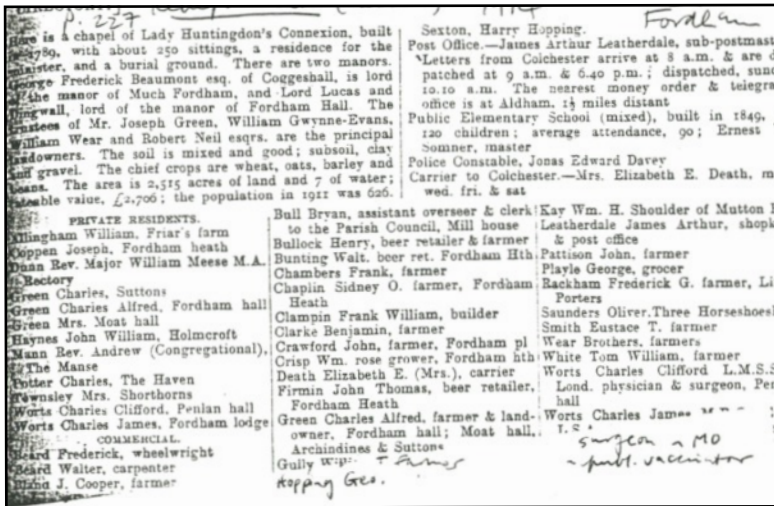 p. 227
1914
Fordham
Here is a chapel of Lady Huntingdon's Connexion, built
1789, with about 250 sittings, a residence for the
minister, and a burial ground. There are two manors.
George Frederick Beaumont esq. of Coggeshall, is lord
of the manor of Much Fordham, and Lord Lucas and
Dingwall, lord of the manor of Fordham Hall. The
trustees of Mr. Joseph Green, William Gwynne-Evans,
William Wear and Robert Neil esqrs. are the principal
landowners. The soil is mixed and good; subsoil, clay
and gravel. The chief crops are wheat, oats, barley and
beans. The area is 2,515 acres of land and 7 of water;
rateable value, £2,706; the population in 1911 was 626.
Sexton, Harry Hopping.
Post Office.—James Arthur Leatherdale, sub-postmast
Letters from Colchester arrive at 8 a.m. & are d
patched at 9 a.m. & 6.40 p.m.; dispatched, sun
10.10 a.m. The nearest money order & telegra
office is at Aldham, 1½ miles distant
Public Elementary School (mixed), built in 1849,
120 children; average attendance, 90; Ernest
Somner, master
Police Constable, Jonas Edward Davey
Carrier to Colchester.—Mrs. Elizabeth E. Death, m
wed. fri. & sat
PRIVATE RESIDENTS.
Allingham William, Friar's farm
Coppen Joseph, Fordham heath
Dunn Rev. Major William Meese M.A.
Rectory
Green Charles, Suttons
Green Charles Alfred, Fordham hall
Green Mrs. Moat hall
Haynes John William, Holmcroft
Mann Rev. Andrew (Congregational),
The Manse
Potter Charles, The Haven
Townsley Mrs. Shorthorns
Worts Charles Clifford, Penlan hall
Worts Charles James, Fordham lodge
COMMERCIAL.
Beard Frederick, wheelwright
Beard Walter, carpenter
Bland J. Cooper, farmer
Bull Bryan, assistant overseer & clerk
to the Parish Council, Mill house
Bullock Henry, beer retailer & farmer
Bunting Walt. beer ret. Fordham Hth
Chambers Frank, farmer
Chaplin Sidney O. farmer, Fordham
Heath
Clampin Frank William, builder
Clarke Benjamin, farmer
Crawford John, farmer, Fordham pl
Crisp Wm. rose grower, Fordham hth
Death Elizabeth E. (Mrs.), carrier
Firmin John Thomas, beer retailer,
Fordham Heath
Green Charles Alfred, farmer & land-
owner, Fordham hall; Moat hall,
Archindines & Suttons
Gully farmer
Hopping Geo.
Kay Wm. H. Shoulder of Mutton
Leatherdale James Arthur, shopk
& post office
Pattison John, farmer
Playle George, grocer
Rackham Frederick G. farmer, Li
Porters
Saunders Oliver, Three Horseshoes
Smith Eustace T. farmer
Wear Brothers, farmers
White Tom William, farmer
Worts Charles Clifford L.M.S.S
Lond. physician & surgeon, Pen
hall
Worts Charles James
surgeon MO
publ. vaccinator